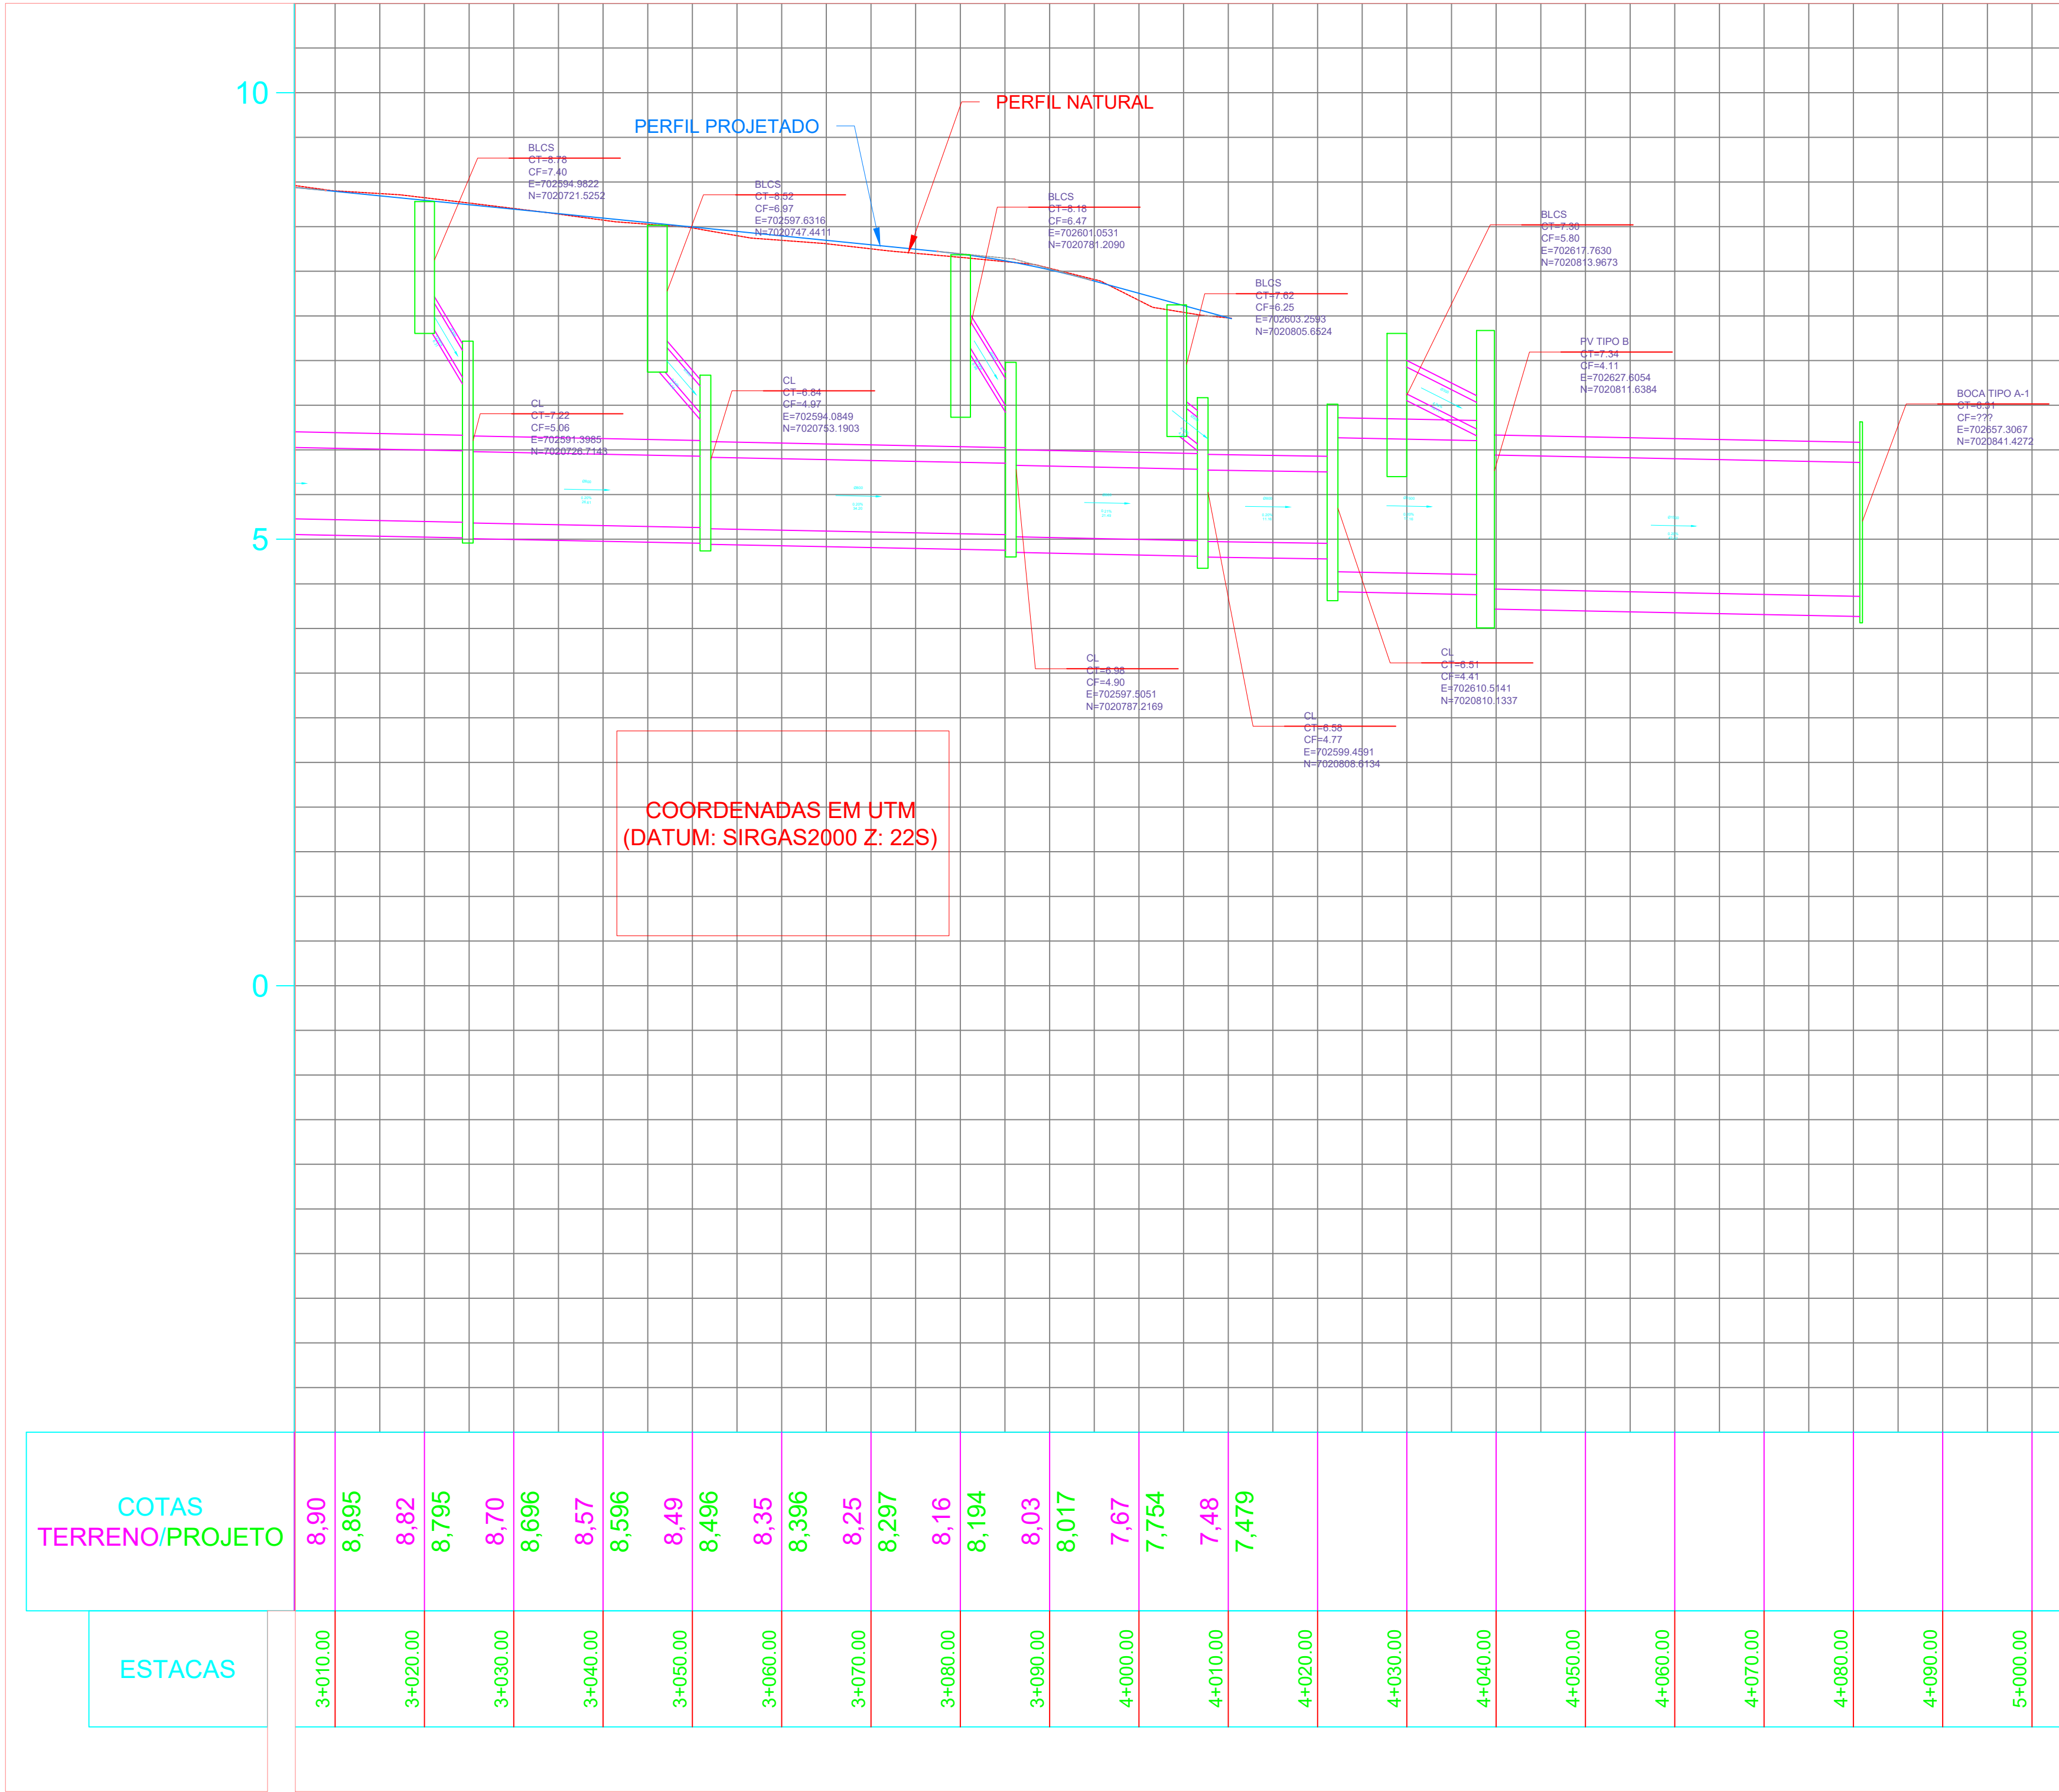 10
PERFIL NATURAL
PERFIL PROJETADO
BLCS
CT=8.78
CF=7.40
E=702594.9822
N=7020721.5252
BLCS
CT=8.52
CF=6.97
E=702597.6316
N=7020747.4411
BLCS
CT=8.18
CF=6.47
E=702601.0531
N=7020781.2090
BLCS
CT=7.30
CF=5.80
E=702617.7630
N=7020813.9673
BLCS
CT=7.62
CF=6.25
E=702603.2593
N=7020805.6524
PV TIPO B
CT=7.34
CF=4.11
E=702627.6054
N=7020811.6384
CL
CT=6.84
CF=4.97
E=702594.0849
N=7020753.1903
CL
CT=7.22
CF=5.06
E=702591.3985
N=7020726.7143
BOCA TIPO A-1
CT=6.31
CF=???
E=702657.3067
N=7020841.4272
5
CL
CT=6.98
CF=4.90
E=702597.5051
N=7020787.2169
CL
CT=6.51
CF=4.41
E=702610.5141
N=7020810.1337
CL
CT=6.58
CF=4.77
E=702599.4591
N=7020808.6134
COORDENADAS EM UTM
(DATUM: SIRGAS2000 Z: 22S)
0
COTAS
TERRENO/PROJETO
8,90
8,895
8,82
8,795
8,70
8,696
8,57
8,596
8,49
8,496
8,35
8,396
8,25
8,297
8,16
8,194
8,03
8,017
7,67
7,754
7,48
7,479
ESTACAS
3+010.00
3+020.00
3+030.00
3+040.00
3+050.00
3+060.00
3+070.00
3+080.00
3+090.00
4+000.00
4+010.00
4+020.00
4+030.00
4+040.00
4+050.00
4+060.00
4+070.00
4+080.00
4+090.00
5+000.00